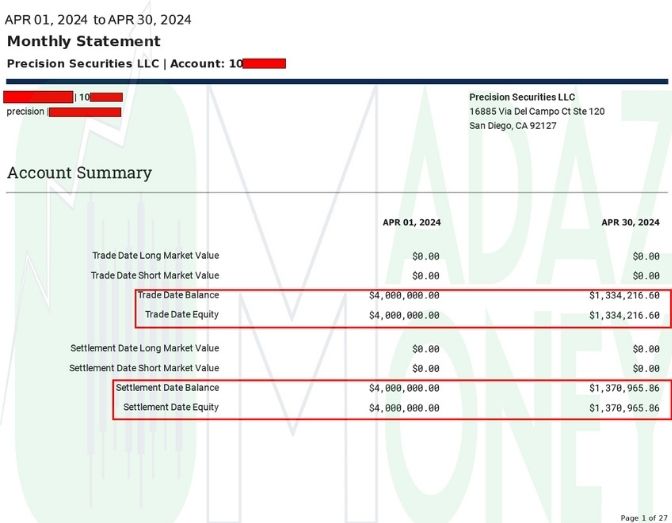 APR 01, 2024 to APR 30, 2024
Monthly Statement
Precision Securities LLC | Account: 10
| 10
precision |
Precision Securities LLC
16885 Via Del Campo Ct Ste 120
San Diego, CA 92127
Account Summary
APR 01, 2024 APR 30, 2024
Trade Date Long Market Value $0.00 $0.00
Trade Date Short Market Value $0.00 $0.00
Trade Date Balance $4,000,000.00 $1,334,216.60
Trade Date Equity $4,000,000.00 $1,334,216.60
Settlement Date Long Market Value $0.00 $0.00
Settlement Date Short Market Value $0.00 $0.00
Settlement Date Balance $4,000,000.00 $1,370,965.86
Settlement Date Equity $4,000,000.00 $1,370,965.86
MADAZ
MONEY
Page 1 of 27